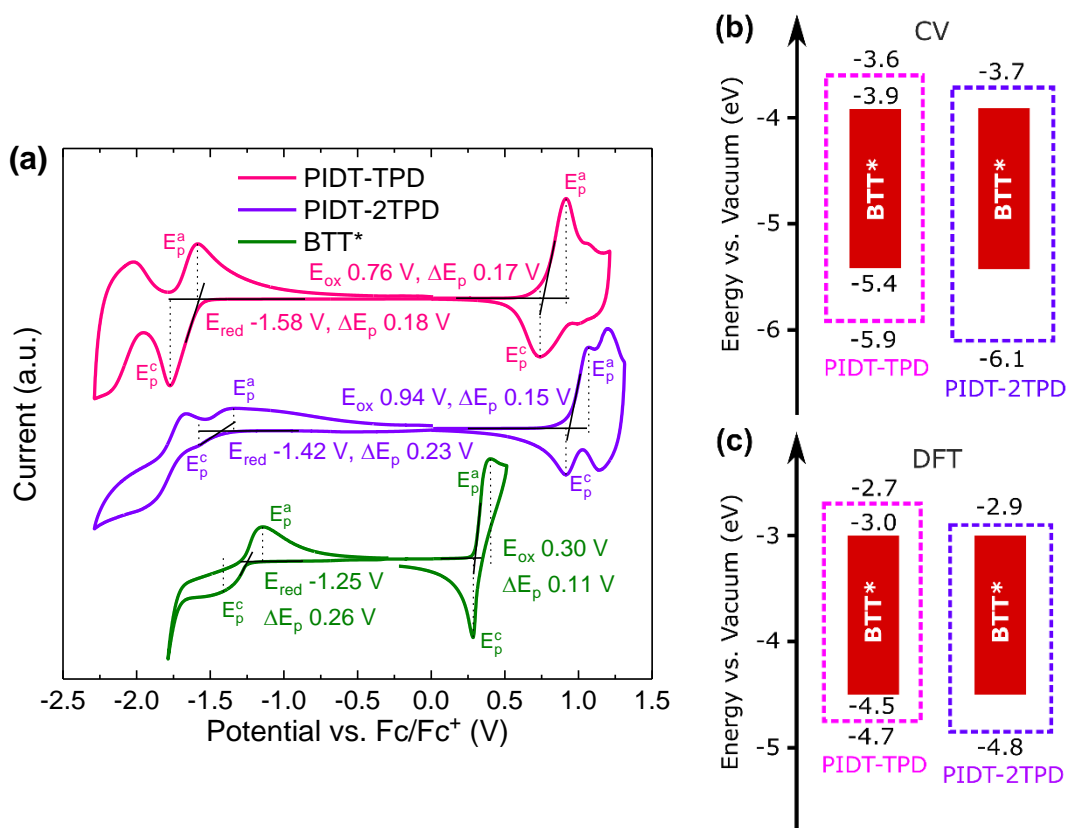 (a)
PIDT-TPD
PIDT-2TPD
BTT*
E_p^a
E_p^a
E_ox 0.76 V, ΔE_p 0.17 V
E_red -1.58 V, ΔE_p 0.18 V
E_p^c
E_p^c
E_p^a
E_p^a
E_ox 0.94 V, ΔE_p 0.15 V
E_p^c
E_red -1.42 V, ΔE_p 0.23 V
E_p^c
E_p^a
E_p^a
E_ox 0.30 V
E_red -1.25 V
ΔE_p 0.11 V
E_p^c
ΔE_p 0.26 V
E_p^c
Current (a.u.)
-2.5 -2.0 -1.5 -1.0 -0.5 0.0 0.5 1.0 1.5
Potential vs. Fc/Fc⁺ (V)
(b)
CV
Energy vs. Vacuum (eV)
-4
-5
-6
-3.6
-3.9
BTT*
-5.4
-5.9
PIDT-TPD
-3.7
BTT*
-6.1
PIDT-2TPD
(c)
DFT
Energy vs. Vacuum (eV)
-3
-4
-5
-2.7
-3.0
BTT*
-4.5
-4.7
PIDT-TPD
-2.9
BTT*
-4.8
PIDT-2TPD